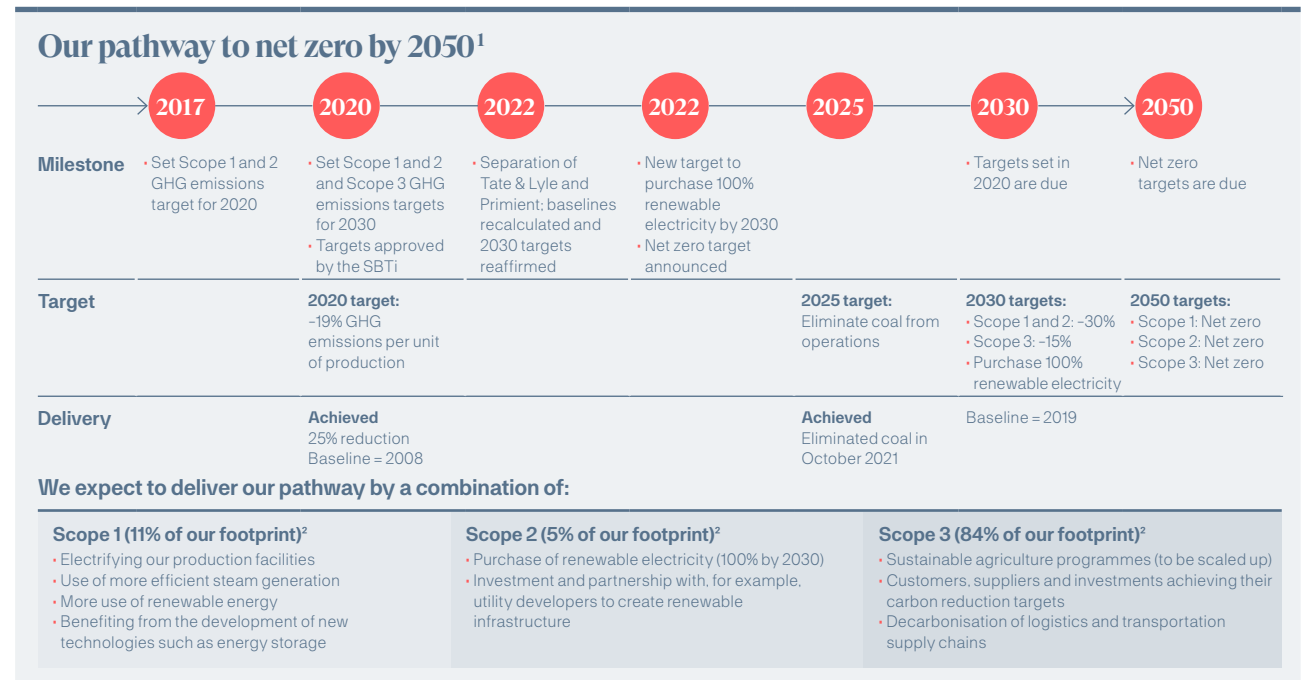 Our pathway to net zero by 2050¹
2017
2020
2022
2022
2025
2030
2050
Milestone
• Set Scope 1 and 2
GHG emissions
target for 2020
• Set Scope 1 and 2
and Scope 3 GHG
emissions targets
for 2030
• Targets approved
by the SBTi
• Separation of
Tate & Lyle and
Primient; baselines
recalculated and
2030 targets
reaffirmed
• New target to
purchase 100%
renewable
electricity by 2030
• Net zero target
announced
• Targets set in
2020 are due
• Net zero
targets are due
Target
2020 target:
-19% GHG
emissions per unit
of production
2025 target:
Eliminate coal from
operations
2030 targets:
• Scope 1 and 2: -30%
• Scope 3: -15%
• Purchase 100%
renewable electricity
2050 targets:
• Scope 1: Net zero
• Scope 2: Net zero
• Scope 3: Net zero
Delivery
Achieved
25% reduction
Baseline = 2008
Achieved
Eliminated coal in
October 2021
Baseline = 2019
We expect to deliver our pathway by a combination of:
Scope 1 (11% of our footprint)²
• Electrifying our production facilities
• Use of more efficient steam generation
• More use of renewable energy
• Benefiting from the development of new
technologies such as energy storage
Scope 2 (5% of our footprint)²
• Purchase of renewable electricity (100% by 2030)
• Investment and partnership with, for example,
utility developers to create renewable
infrastructure
Scope 3 (84% of our footprint)²
• Sustainable agriculture programmes (to be scaled up)
• Customers, suppliers and investments achieving their
carbon reduction targets
• Decarbonisation of logistics and transportation
supply chains